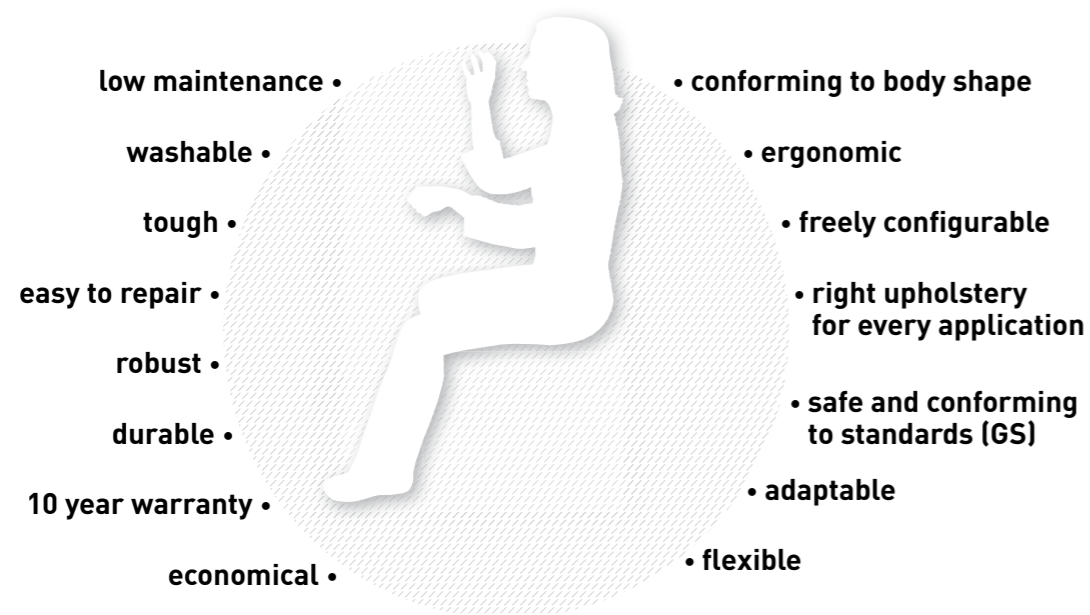 low maintenance •
washable •
tough •
easy to repair •
robust •
durable •
10 year warranty •
economical •
• conforming to body shape
• ergonomic
• freely configurable
• right upholstery
for every application
• safe and conforming
to standards (GS)
• adaptable
• flexible